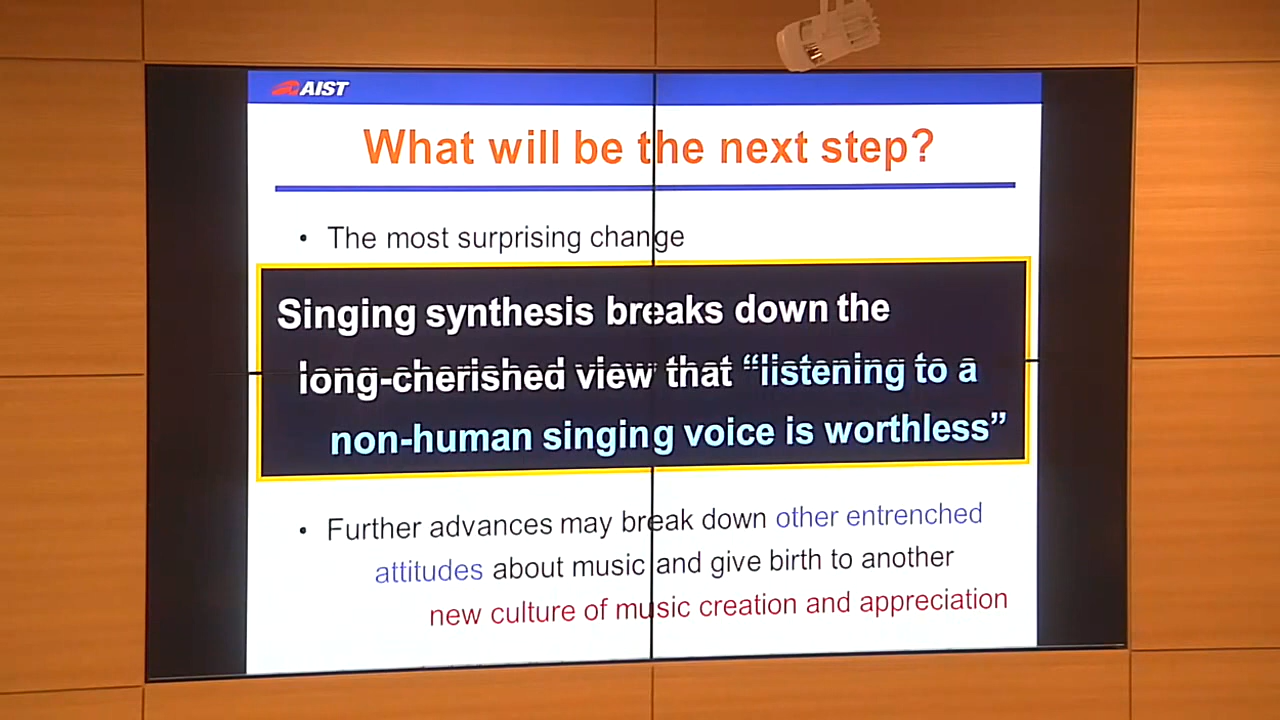 AIST
What will be the next step?
• The most surprising change
Singing synthesis breaks down the
long-cherished view that “listening to a
non-human singing voice is worthless”
• Further advances may break down other entrenched
attitudes about music and give birth to another
new culture of music creation and appreciation